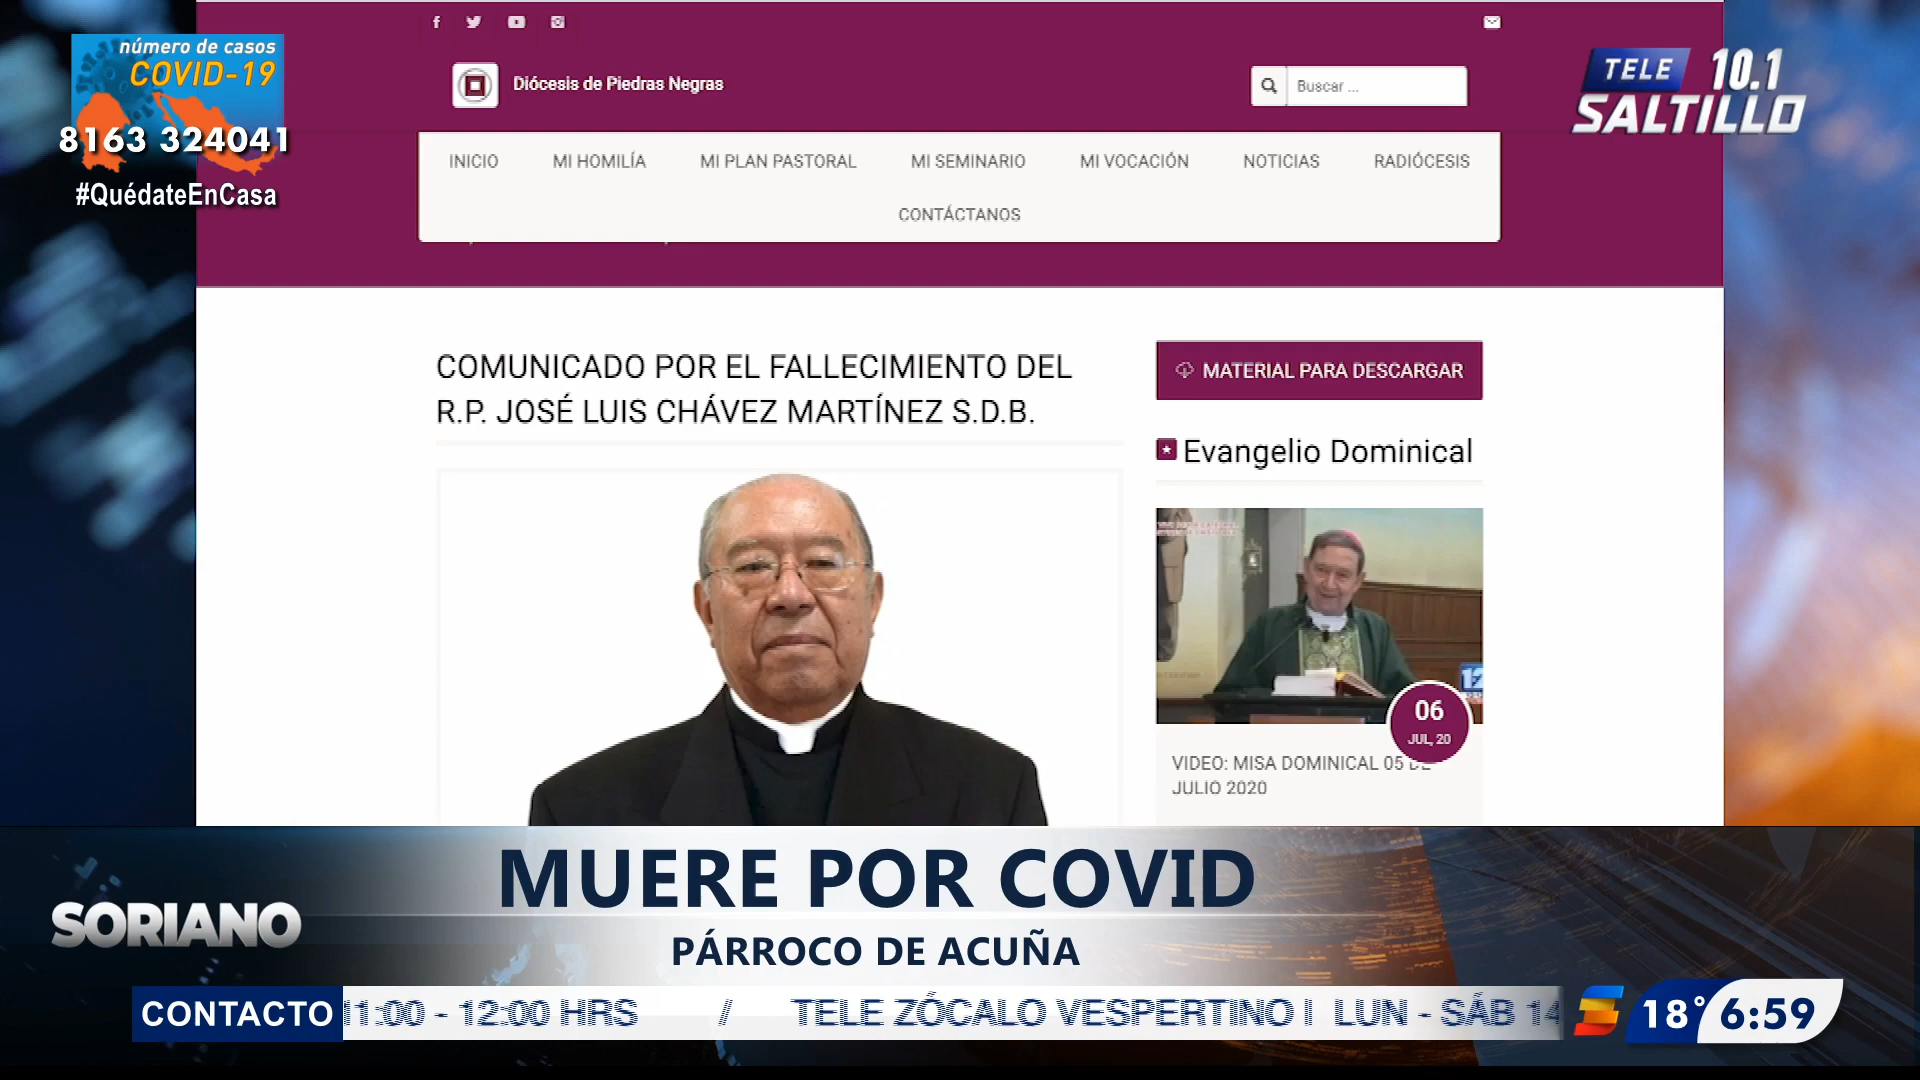 número de casos
COVID-19
8163 324041
#QuédateEnCasa
Diócesis de Piedras Negras
Buscar ...
TELE 10.1
SALTILLO
INICIO MI HOMILÍA MI PLAN PASTORAL MI SEMINARIO MI VOCACIÓN NOTICIAS RADIÓCESIS
CONTÁCTANOS
COMUNICADO POR EL FALLECIMIENTO DEL
R.P. JOSÉ LUIS CHÁVEZ MARTÍNEZ S.D.B.
MATERIAL PARA DESCARGAR
Evangelio Dominical
12
06
JUL, 20
VIDEO: MISA DOMINICAL 05 DE
JULIO 2020
MUERE POR COVID
SORIANO
PÁRROCO DE ACUÑA
CONTACTO 11:00 - 12:00 HRS / TELE ZÓCALO VESPERTINO | LUN - SÁB 14
18° 6:59